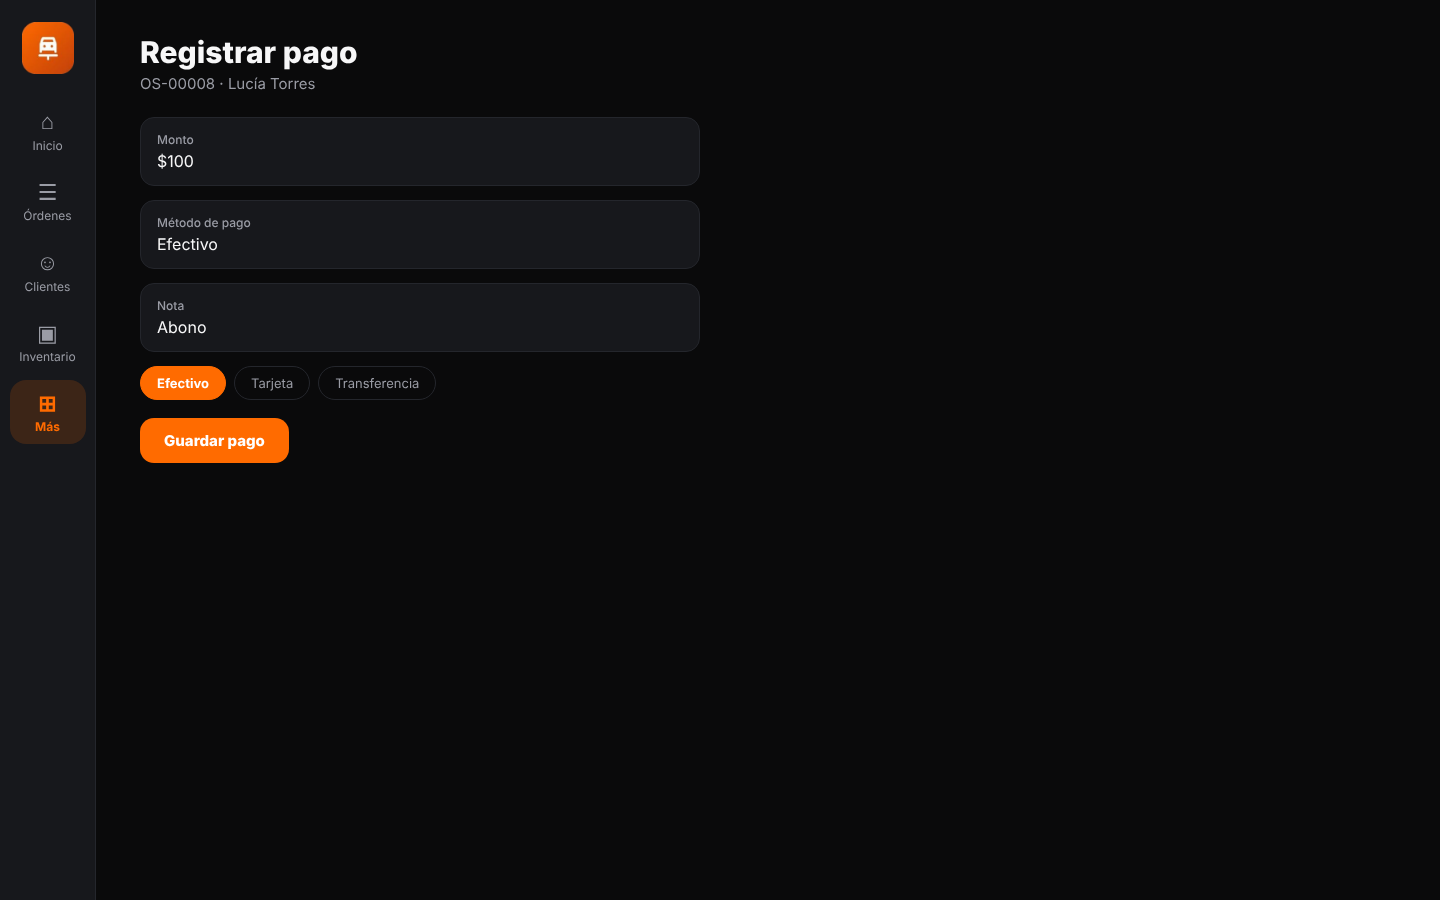 Registrar pago
OS-00008 · Lucía Torres
Inicio
Órdenes
Clientes
Inventario
Más
Monto
$100
Método de pago
Efectivo
Nota
Abono
Efectivo
Tarjeta
Transferencia
Guardar pago